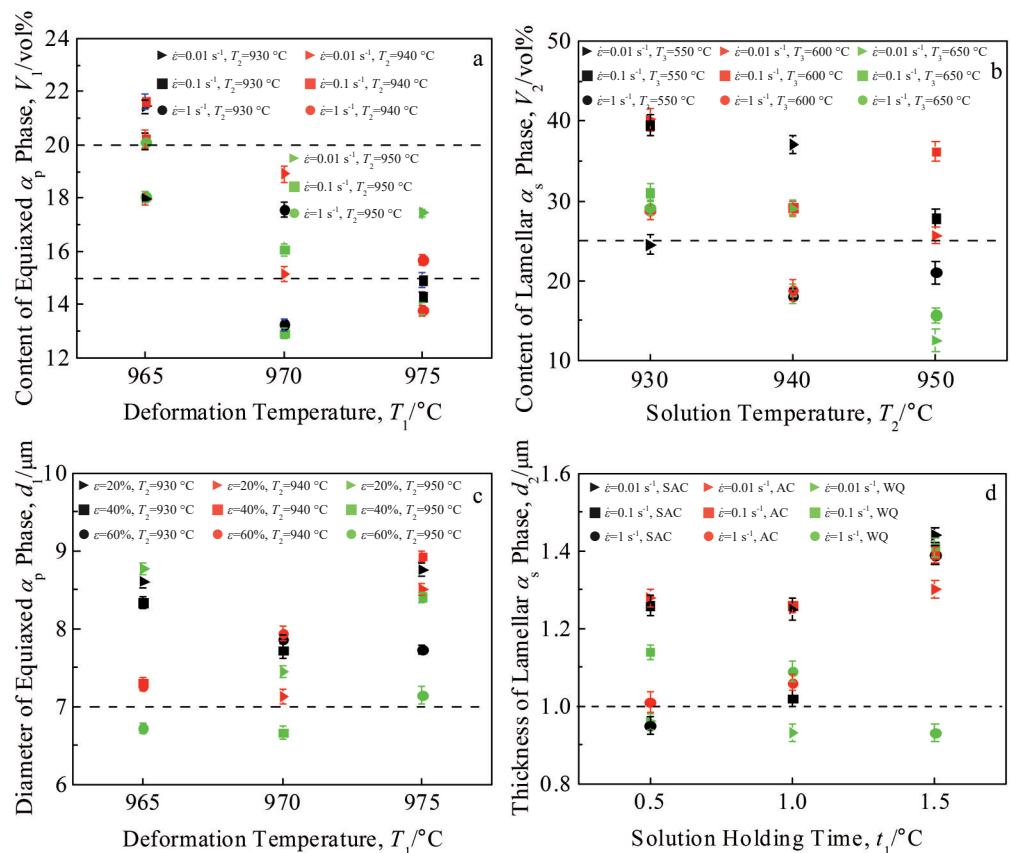 a
ε̇=0.01 s⁻¹, T₂=930 °C
ε̇=0.01 s⁻¹, T₂=940 °C
ε̇=0.1 s⁻¹, T₂=930 °C
ε̇=0.1 s⁻¹, T₂=940 °C
ε̇=1 s⁻¹, T₂=930 °C
ε̇=1 s⁻¹, T₂=940 °C
ε̇=0.01 s⁻¹, T₂=950 °C
ε̇=0.1 s⁻¹, T₂=950 °C
ε̇=1 s⁻¹, T₂=950 °C
Content of Equiaxed αₚ Phase, V₁/vol%
24
22
20
18
16
14
12
965 970 975
Deformation Temperature, T₁/°C
b
ε̇=0.01 s⁻¹, T₃=550 °C
ε̇=0.01 s⁻¹, T₃=600 °C
ε̇=0.01 s⁻¹, T₃=650 °C
ε̇=0.1 s⁻¹, T₃=550 °C
ε̇=0.1 s⁻¹, T₃=600 °C
ε̇=0.1 s⁻¹, T₃=650 °C
ε̇=1 s⁻¹, T₃=550 °C
ε̇=1 s⁻¹, T₃=600 °C
ε̇=1 s⁻¹, T₃=650 °C
Content of Lamellar αₛ Phase, V₂/vol%
50
40
30
20
10
930 940 950
Solution Temperature, T₂/°C
c
ε=20%, T₂=930 °C
ε=20%, T₂=940 °C
ε=20%, T₂=950 °C
ε=40%, T₂=930 °C
ε=40%, T₂=940 °C
ε=40%, T₂=950 °C
ε=60%, T₂=930 °C
ε=60%, T₂=940 °C
ε=60%, T₂=950 °C
Diameter of Equiaxed αₚ Phase, d₁/μm
10
9
8
7
6
965 970 975
Deformation Temperature, T₁/°C
d
ε̇=0.01 s⁻¹, SAC
ε̇=0.01 s⁻¹, AC
ε̇=0.01 s⁻¹, WQ
ε̇=0.1 s⁻¹, SAC
ε̇=0.1 s⁻¹, AC
ε̇=0.1 s⁻¹, WQ
ε̇=1 s⁻¹, SAC
ε̇=1 s⁻¹, AC
ε̇=1 s⁻¹, WQ
Thickness of Lamellar αₛ Phase, d₂/μm
1.6
1.4
1.2
1.0
0.8
0.5 1.0 1.5
Solution Holding Time, t₁/°C